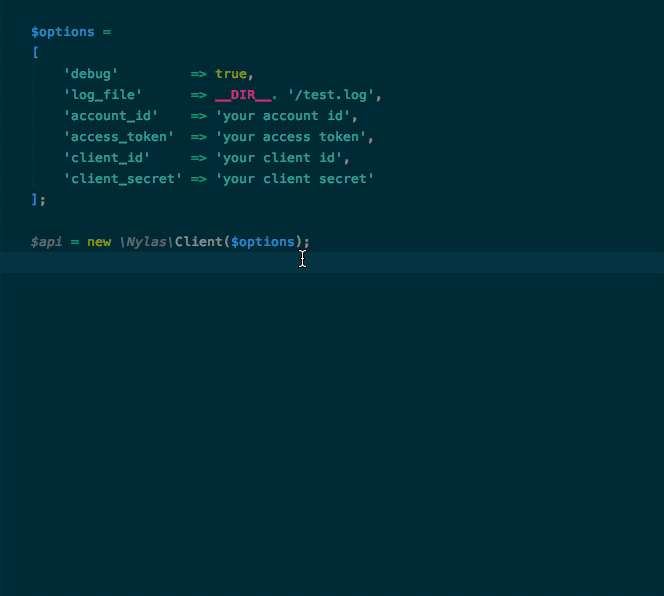 $options =
[
    'debug'         => true,
    'log_file'      => __DIR__. '/test.log',
    'account_id'    => 'your account id',
    'access_token'  => 'your access token',
    'client_id'     => 'your client id',
    'client_secret' => 'your client secret'
];
$api = new \Nylas\Client($options);